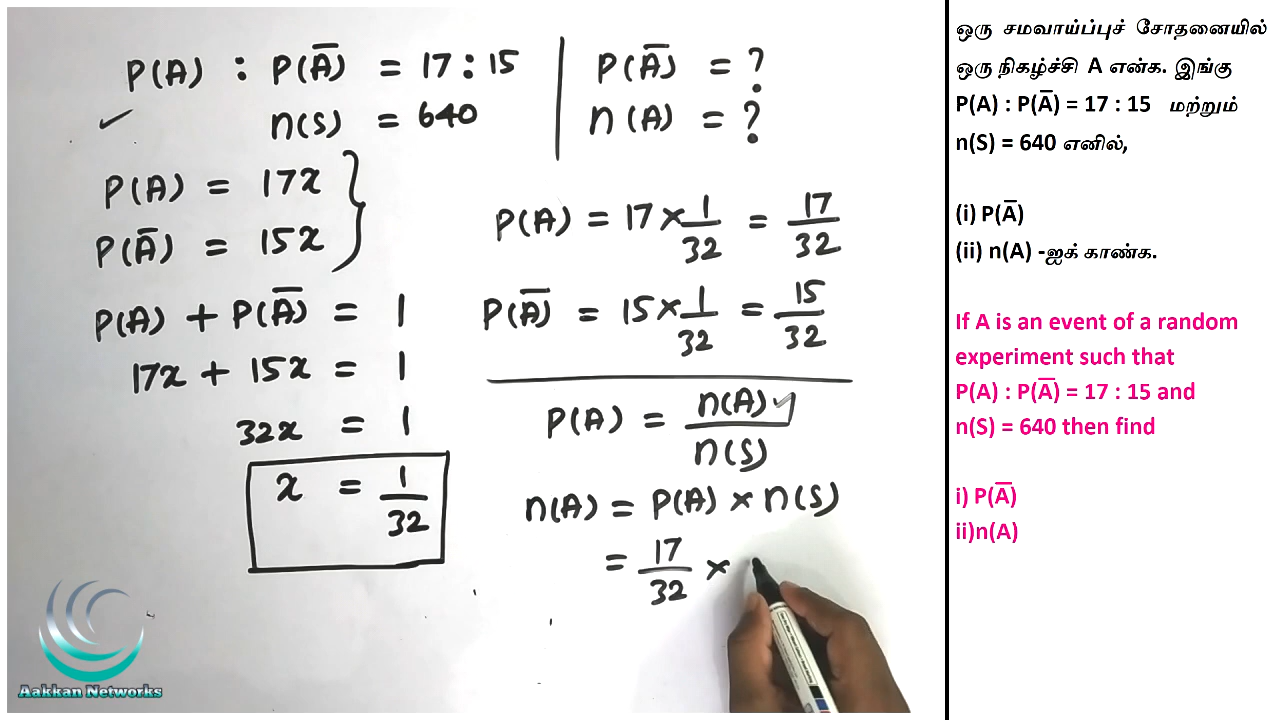 P(A) : P(A̅) = 17 : 15
n(S) = 640
P(A̅) = ?
n(A) = ?
P(A) = 17x
P(A̅) = 15x
P(A) + P(A̅) = 1
17x + 15x = 1
32x = 1
x = 1/32
P(A) = 17 × 1/32 = 17/32
P(A̅) = 15 × 1/32 = 15/32
P(A) = n(A)/n(S)
n(A) = P(A) × n(S)
= 17/32 ×
Aakkan Networks
ஒரு சமவாய்ப்புச் சோதனையில்
ஒரு நிகழ்ச்சி A என்க. இங்கு
P(A) : P(A̅) = 17 : 15 மற்றும்
n(S) = 640 எனில்,
(i) P(A̅)
(ii) n(A) -ஐக் காண்க.
If A is an event of a random
experiment such that
P(A) : P(A̅) = 17 : 15 and
n(S) = 640 then find
i) P(A̅)
ii)n(A)